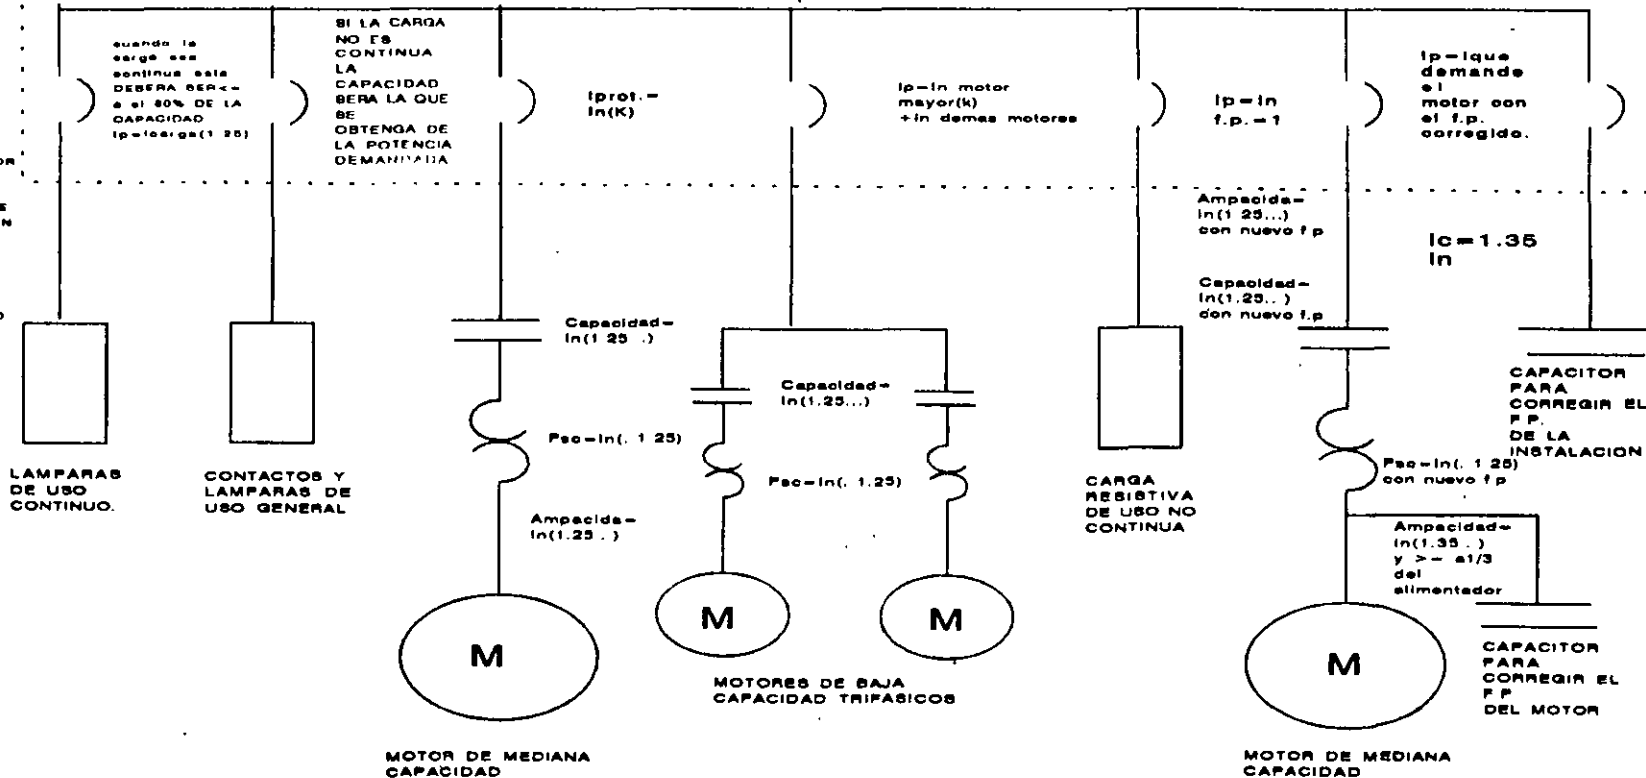 cuando la
carga sea
continua esta
DEBERA SER<=
a el 80% DE LA
CAPACIDAD
Ip=Icarga(1 25)
SI LA CARGA
NO ES
CONTINUA
LA
CAPACIDAD
SERA LA QUE
SE
OBTENGA DE
LA POTENCIA
DEMANDADA
Iprot.=
In(K)
Ip=In motor
mayor(k)
+In demas motores
Ip=In
f.p.=1
Ip=Ique
demande
el
motor con
el f.p.
corregido.
OR
E
N
O
Ampacida=
In(1 25...)
con nuevo f p
Ic=1.35
In
Capacidad=
In(1.25.. )
con nuevo f.p
Capacidad=
In(1 25 .)
Capacidad=
In(1.25...)
Psc=In(. 1 25)
Psc=In(. 1.25)
Ampacida=
In(1.25 . )
Psc=In(. 1 25)
con nuevo f p
Ampacidad=
In(1.35 . )
y >= a1/3
del
alimentador
CAPACITOR
PARA
CORREGIR EL
F P.
DE LA
INSTALACION
LAMPARAS
DE USO
CONTINUO.
CONTACTOS Y
LAMPARAS DE
USO GENERAL
CARGA
RESISTIVA
DE USO NO
CONTINUA
M
M
M
M
MOTORES DE BAJA
CAPACIDAD TRIFASICOS
CAPACITOR
PARA
CORREGIR EL
F P
DEL MOTOR
MOTOR DE MEDIANA
CAPACIDAD
MOTOR DE MEDIANA
CAPACIDAD